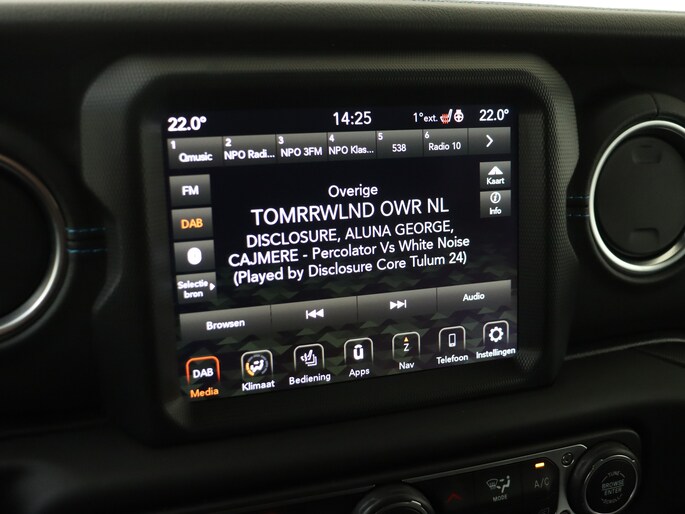 22.0°
14:25
1°ext.
22.0°
1 Qmusic
2 NPO Radi...
3 NPO 3FM
4 NPO Klas...
5 538
6 Radio 10
FM
DAB
Selectie bron
Overige
TOMRRWLND OWR NL
DISCLOSURE, ALUNA GEORGE,
CAJMERE - Percolator Vs White Noise
(Played by Disclosure Core Tulum 24)
Kaart
Info
Browsen
Audio
DAB
Media
Klimaat
Bediening
Apps
Z
Nav
Telefoon
Instellingen
MODE
A/C
BROWSE
ENTER